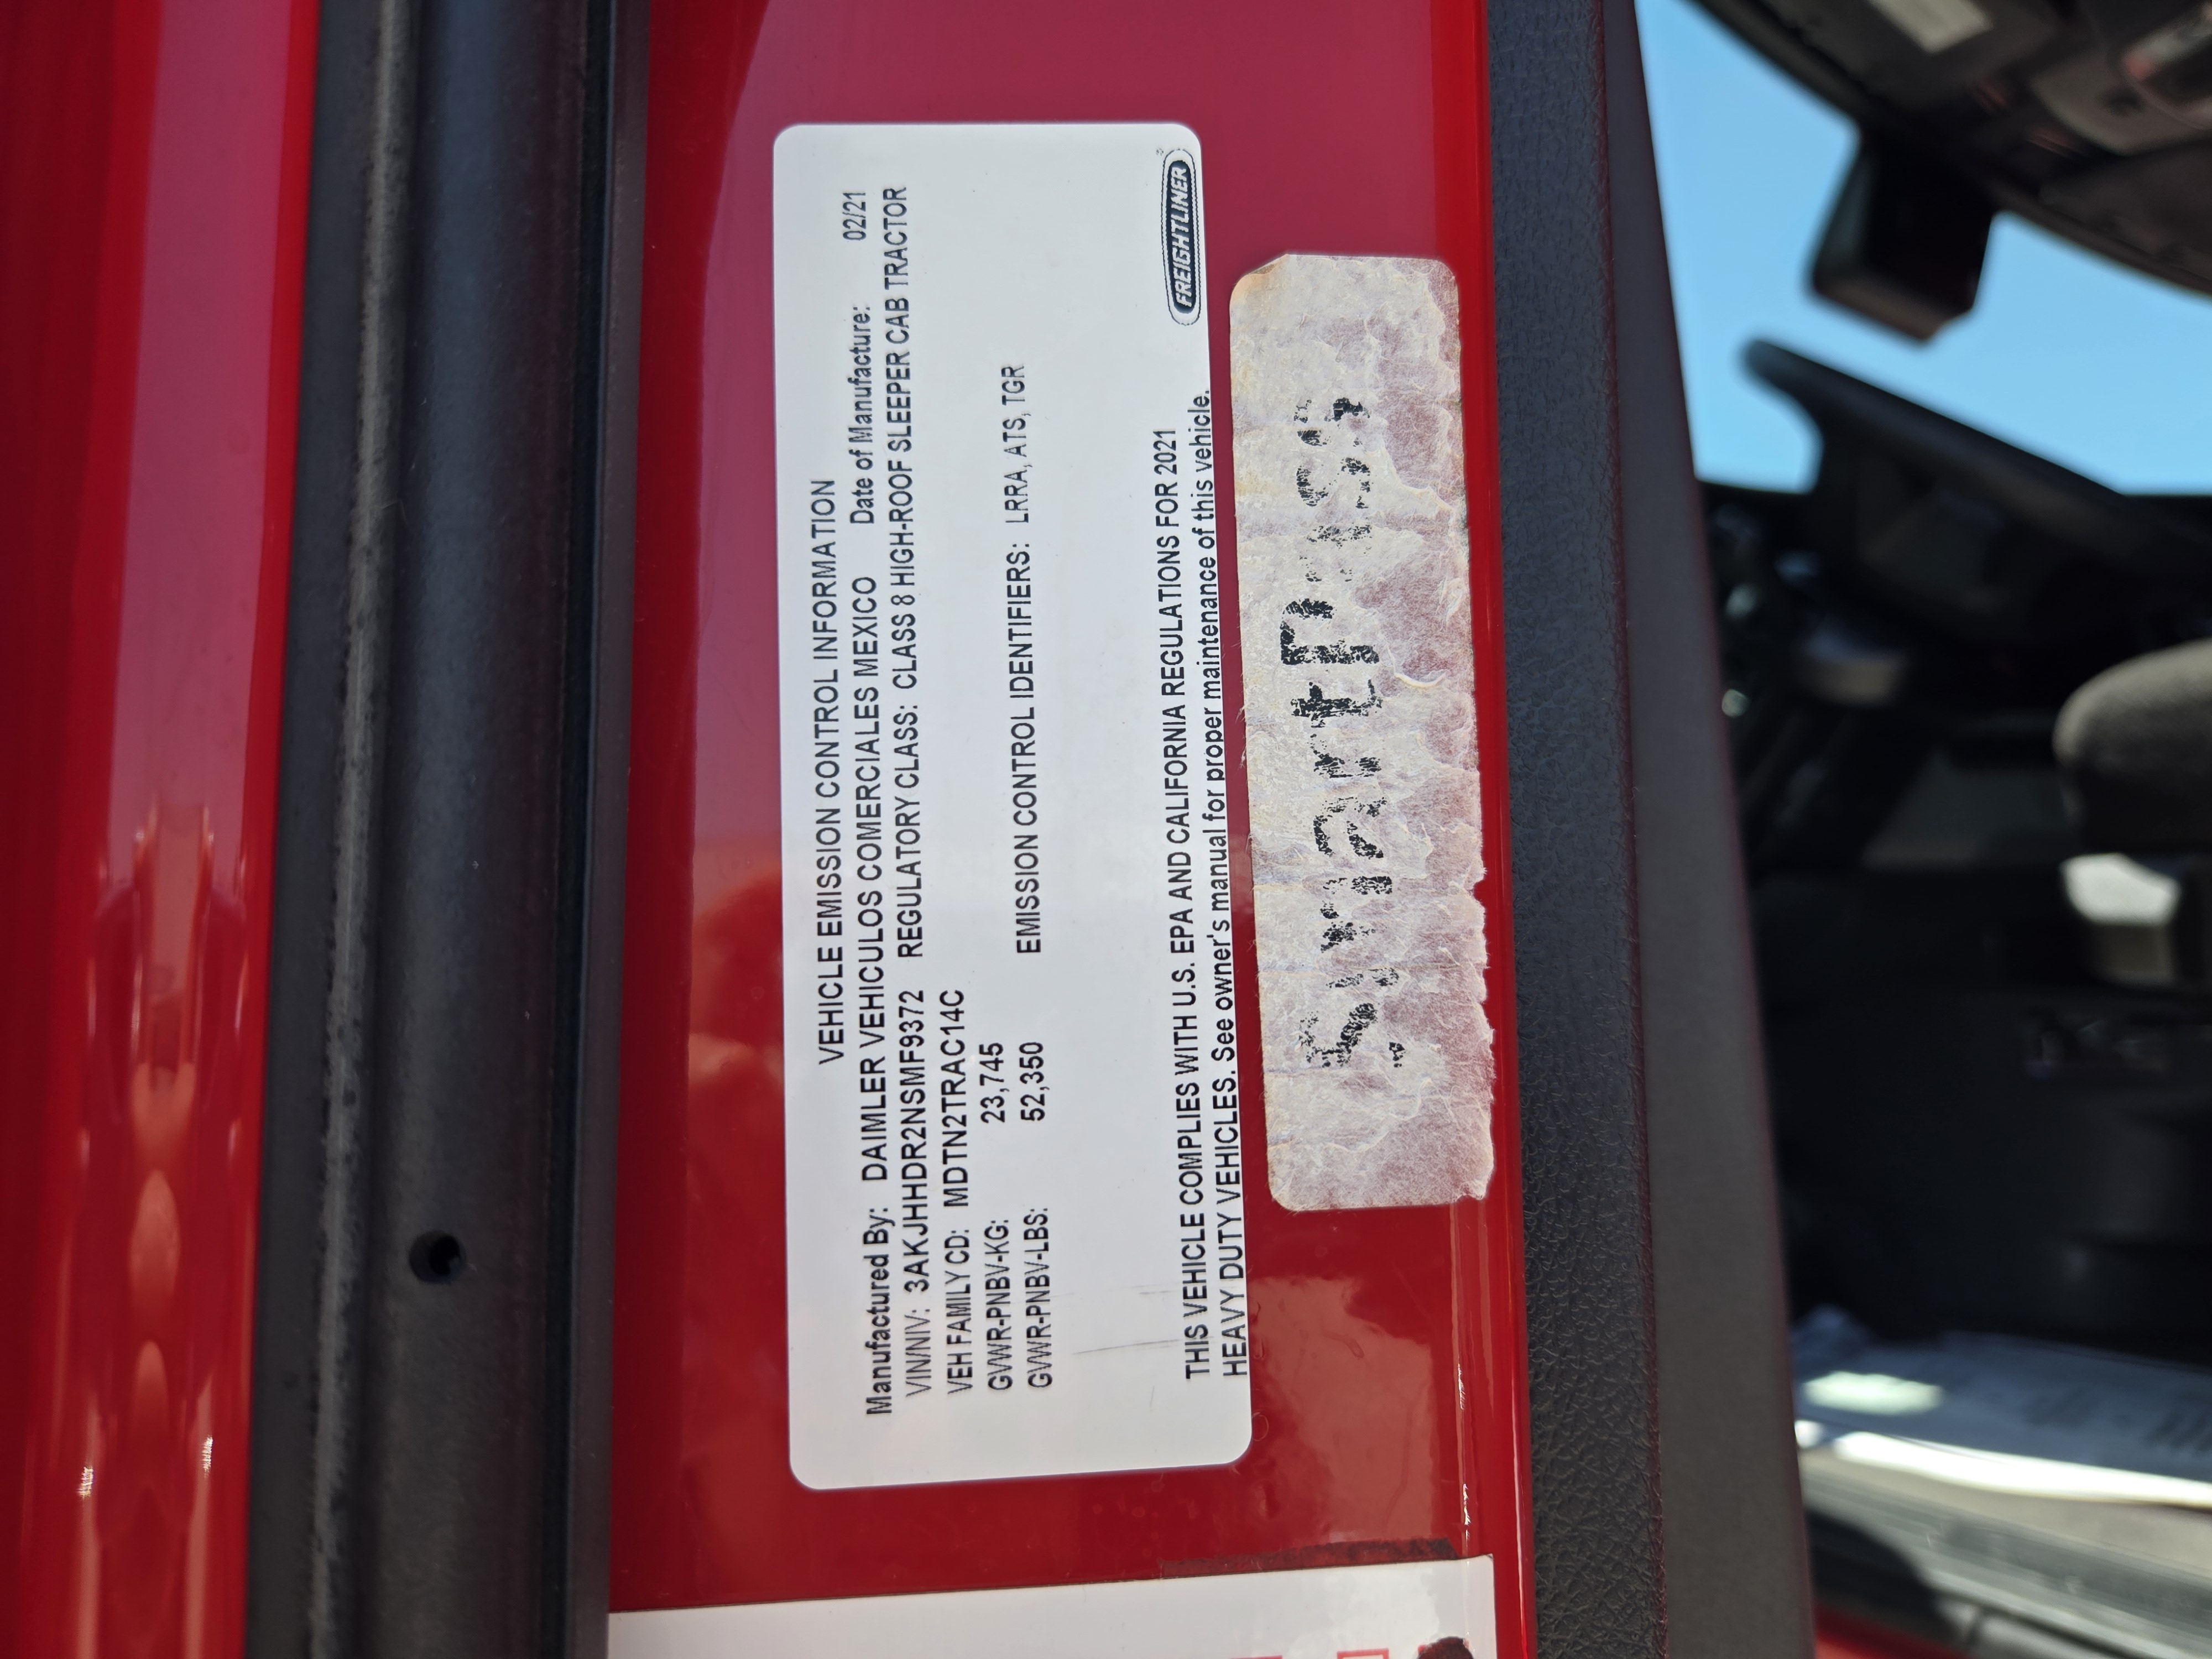 VEHICLE EMISSION CONTROL INFORMATION
Manufactured By: DAIMLER VEHICULOS COMERCIALES MEXICO Date of Manufacture: 02/21
VIN/NIV: 3AKJHHDR2NSMF9372 REGULATORY CLASS: CLASS 8 HIGH-ROOF SLEEPER CAB TRACTOR
VEH FAMILY CD: MDTN2TRAC14C
GVWR-PNBV-KG: 23,745
GVWR-PNBV-LBS: 52,350 EMISSION CONTROL IDENTIFIERS: LRRA, ATS, TGR
THIS VEHICLE COMPLIES WITH U.S. EPA AND CALIFORNIA REGULATIONS FOR 2021
HEAVY DUTY VEHICLES. See owner's manual for proper maintenance of this vehicle.
FREIGHTLINER